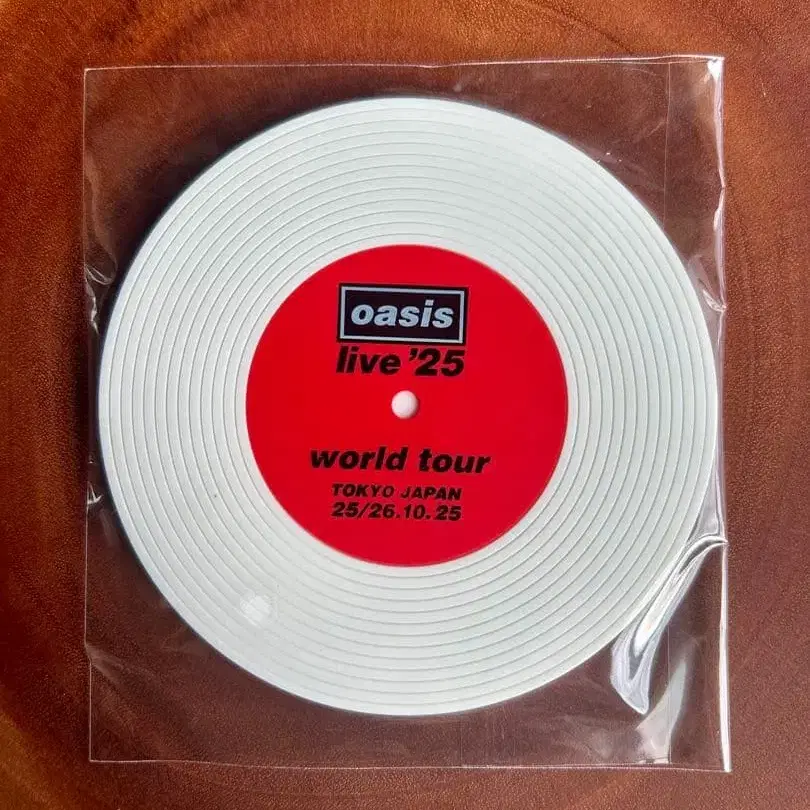 oasis
live '25
world tour
TOKYO JAPAN
25/26.10.25